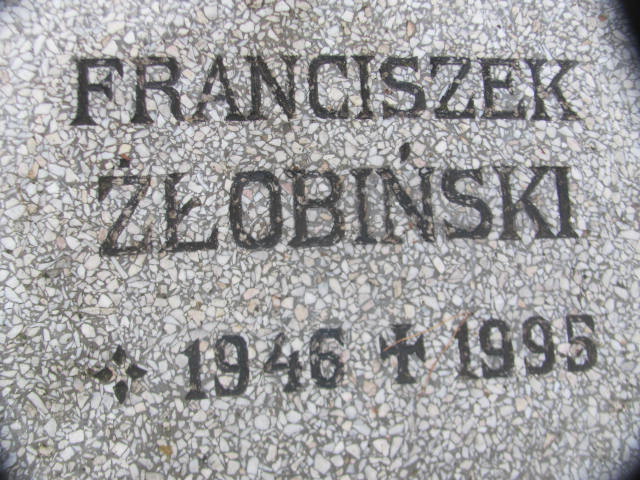 FRANCISZEK
ŻŁOBIŃSKI
1946 ✝ 1995